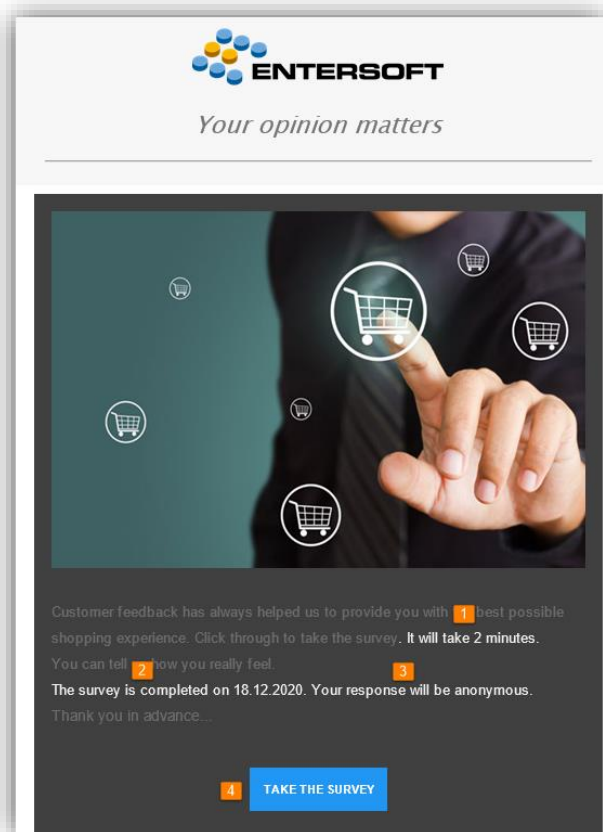 ENTERSOFT
Your opinion matters
Customer feedback has always helped us to provide you with 1 best possible
shopping experience. Click through to take the survey. It will take 2 minutes.
You can tell 2 how you really feel.
3
The survey is completed on 18.12.2020. Your response will be anonymous.
Thank you in advance...
4 TAKE THE SURVEY